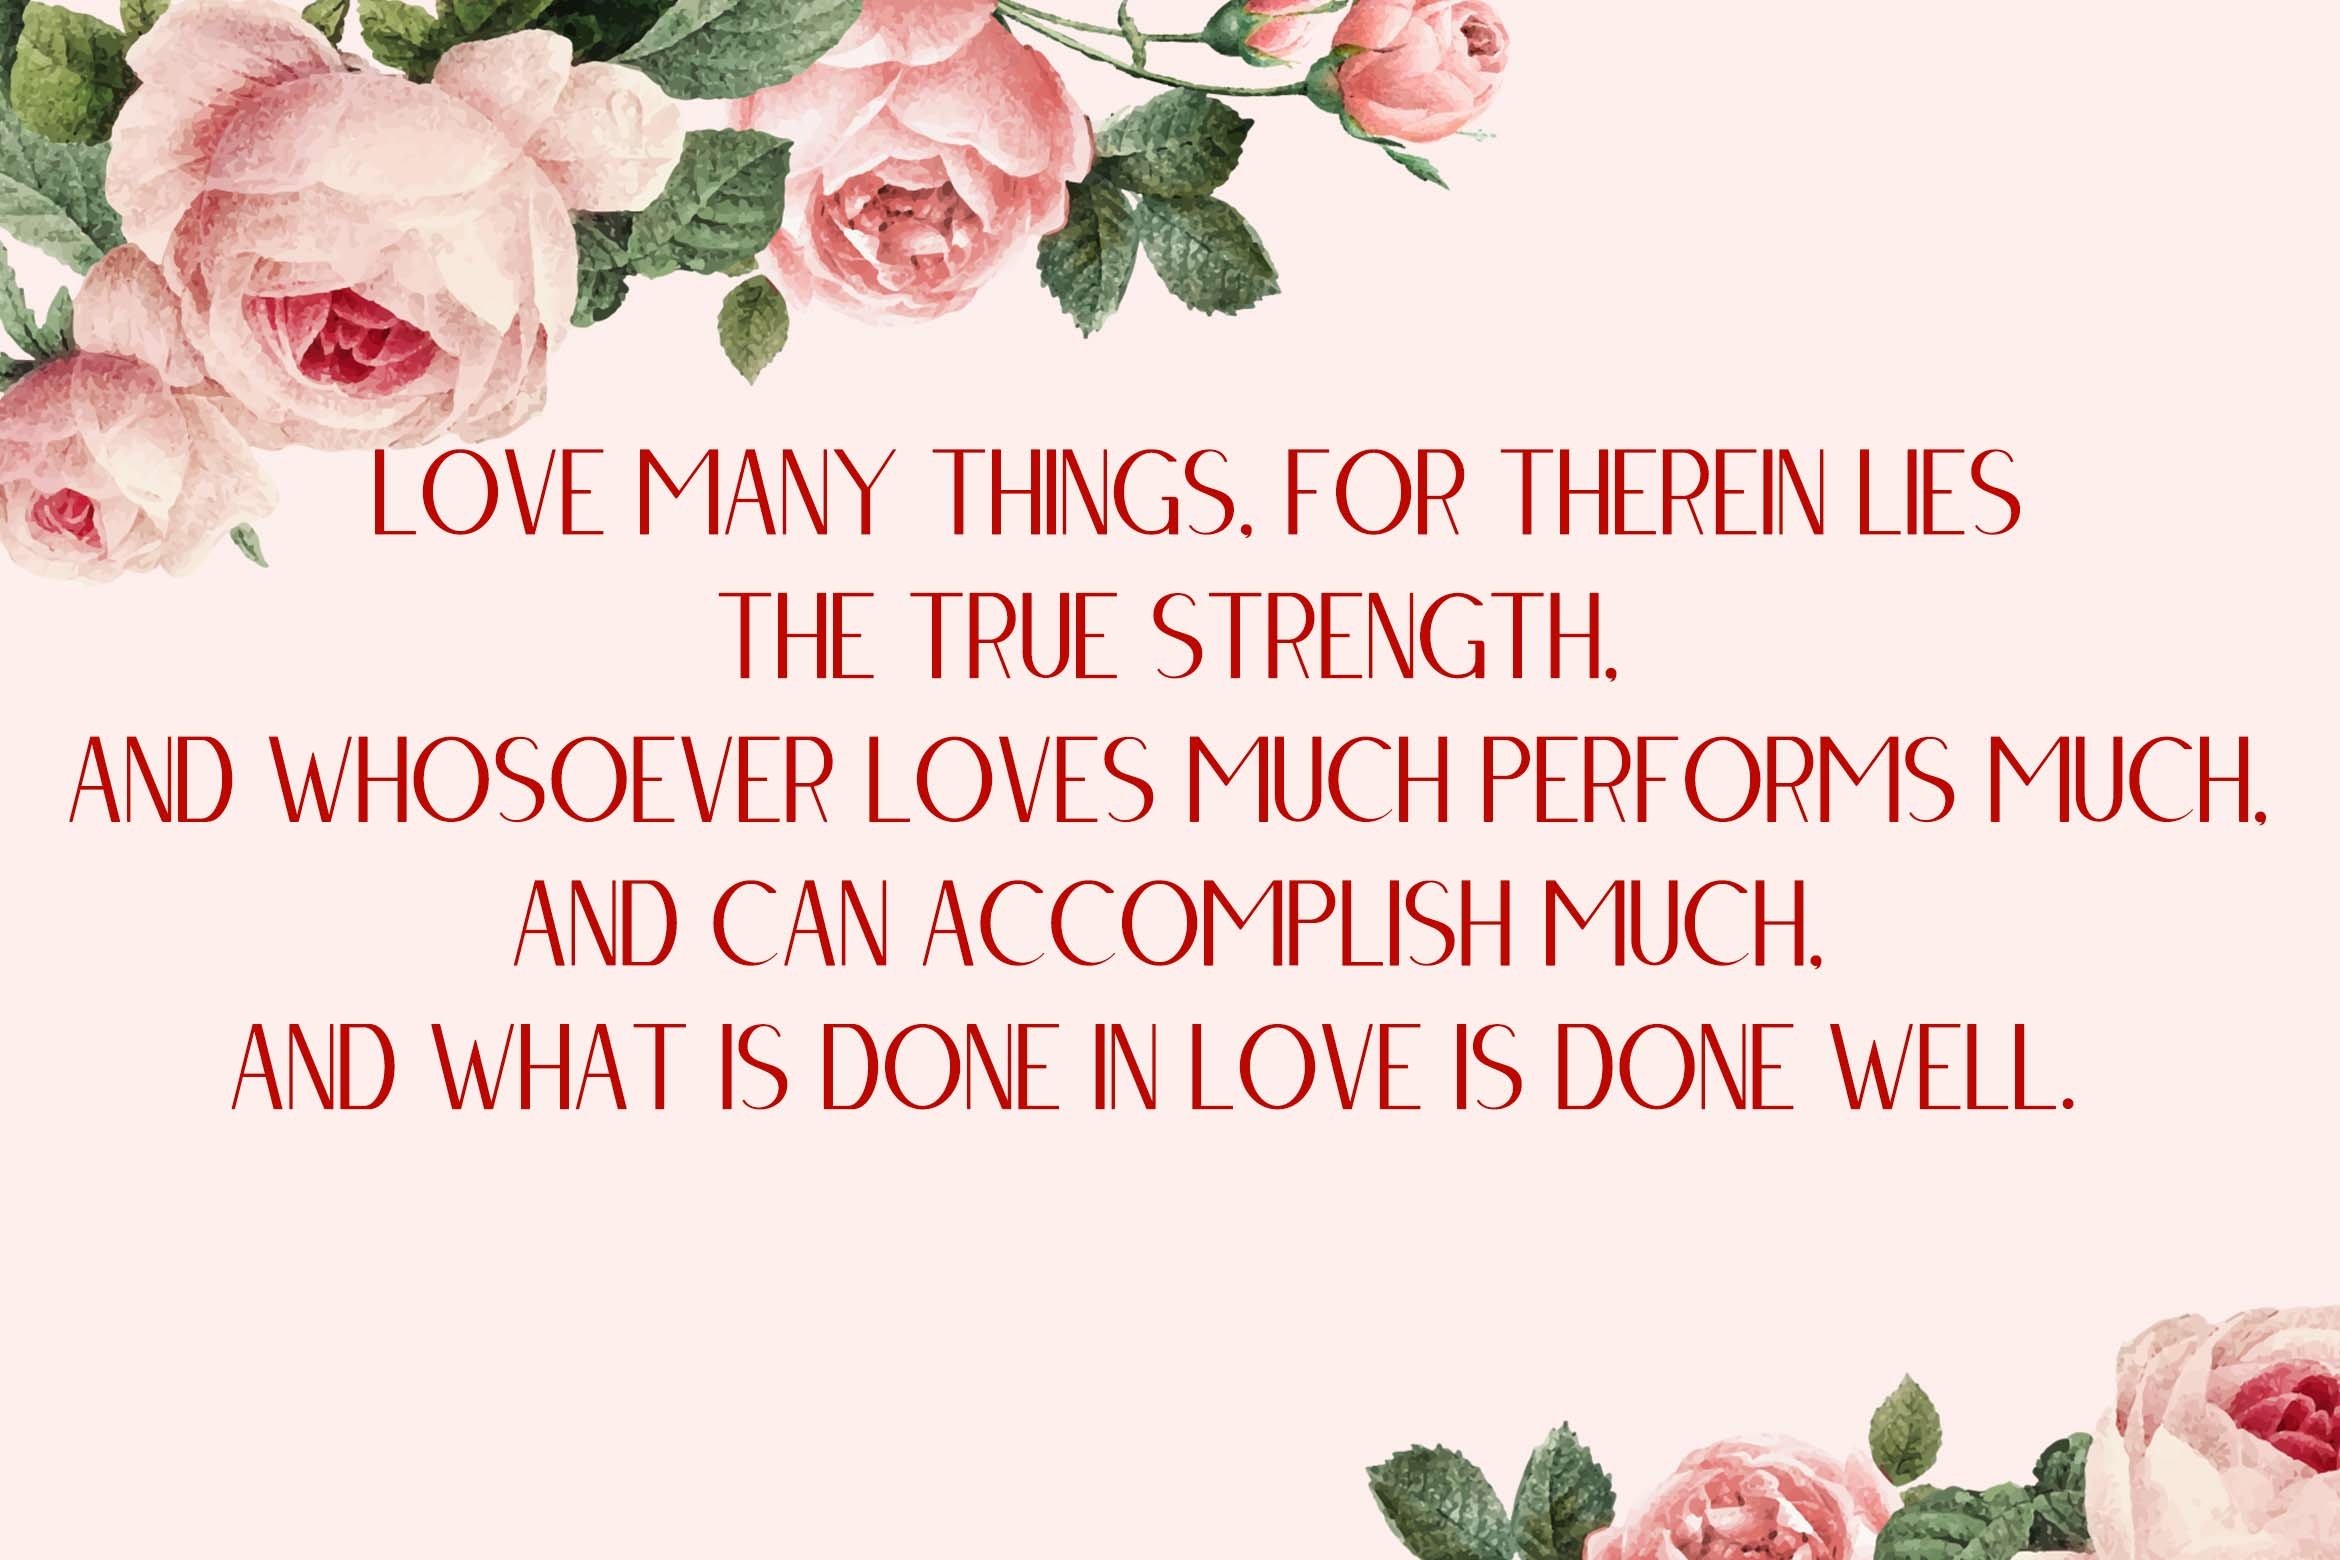 LOVE MANY THINGS, FOR THEREIN LIES
THE TRUE STRENGTH,
AND WHOSOEVER LOVES MUCH PERFORMS MUCH,
AND CAN ACCOMPLISH MUCH,
AND WHAT IS DONE IN LOVE IS DONE WELL.